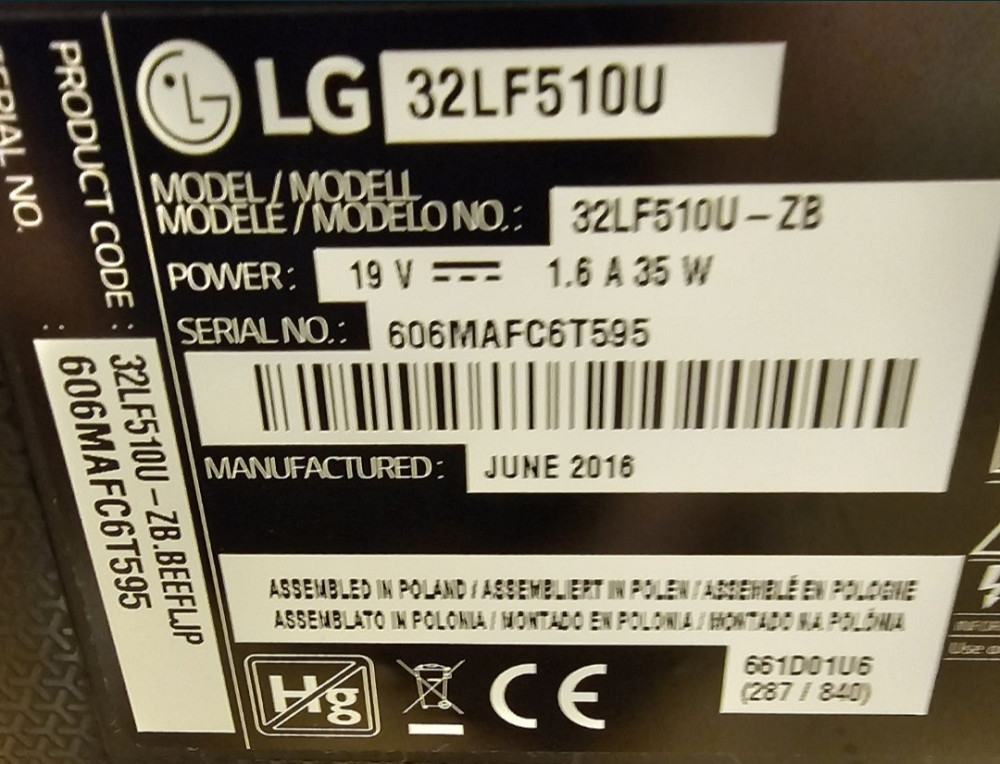 LG 32LF510U
MODEL / MODELL
MODÈLE / MODELO NO.: 32LF510U - ZB
POWER: 19 V 1.6 A 35 W
SERIAL NO.: 606MAFC6T595
MANUFACTURED: JUNE 2016
ASSEMBLED IN POLAND / ASSEMBLIERT IN POLEN / ASSEMBLÉ EN POLOGNE
ASSEMBLATO IN POLONIA / MONTADO EN POLONIA / MONTADO NA POLÓNIA
661D01U6
(287 / 840)
Hg
CE
PRODUCT CODE : 32LF510U - ZB.BEEFLJP
SERIAL NO. : 606MAFC6T595